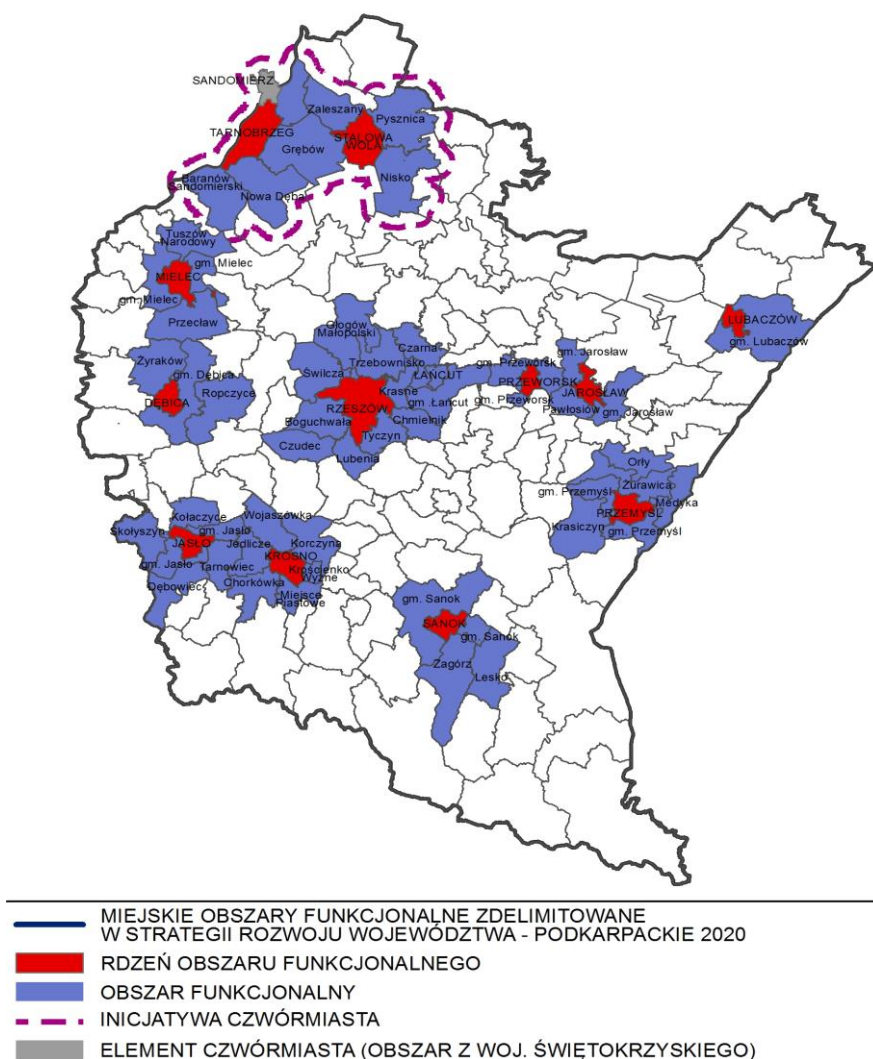 SANDOMIERZ
Zaleszany
Pysznica
TARNOBRZEG
STALOWA
WOLA
Grębów
Baranów
Sandomierski
Nisko
Nowa Dęba
Tuszów
Narodowy
gm. Mielec
MIELEC
gm. Mielec
Przecław
LUBACZÓW
gm. Lubaczów
Głogów
Małopolski
Czarna
Żyraków
Trzebownisko
gm. Przeworsk
gm. Jarosław
gm. Dębica
Świlcza
ŁAŃCUT
PRZEWORSK
DĘBICA
Ropczyce
Krasne
JAROSŁAW
RZESZÓW
gm. Łańcut
gm. Przeworsk
Pawłosiów
gm. Jarosław
Boguchwała
Chmielnik
Tyczyn
Czudec
Lubenia
Orły
gm. Przemyśl
Żurawica
Medyka
PRZEMYŚL
Krasiczyn
gm. Przemyśl
Wojaszówka
Kołaczyce
Skołyszyn
gm. Jasło
JASŁO
Jedlicze
Korczyna
KROSNO
gm. Jasło
Tarnowiec
Krościenko
Wyżne
Dębowiec
Chorkówka
Miejsce
Piastowe
gm. Sanok
SANOK
gm. Sanok
Zagórz
Lesko
MIEJSKIE OBSZARY FUNKCJONALNE ZDELIMITOWANE
W STRATEGII ROZWOJU WOJEWÓDZTWA - PODKARPACKIE 2020
RDZEŃ OBSZARU FUNKCJONALNEGO
OBSZAR FUNKCJONALNY
INICJATYWA CZWÓRMIASTA
ELEMENT CZWÓRMIASTA (OBSZAR Z WOJ. ŚWIĘTOKRZYSKIEGO)